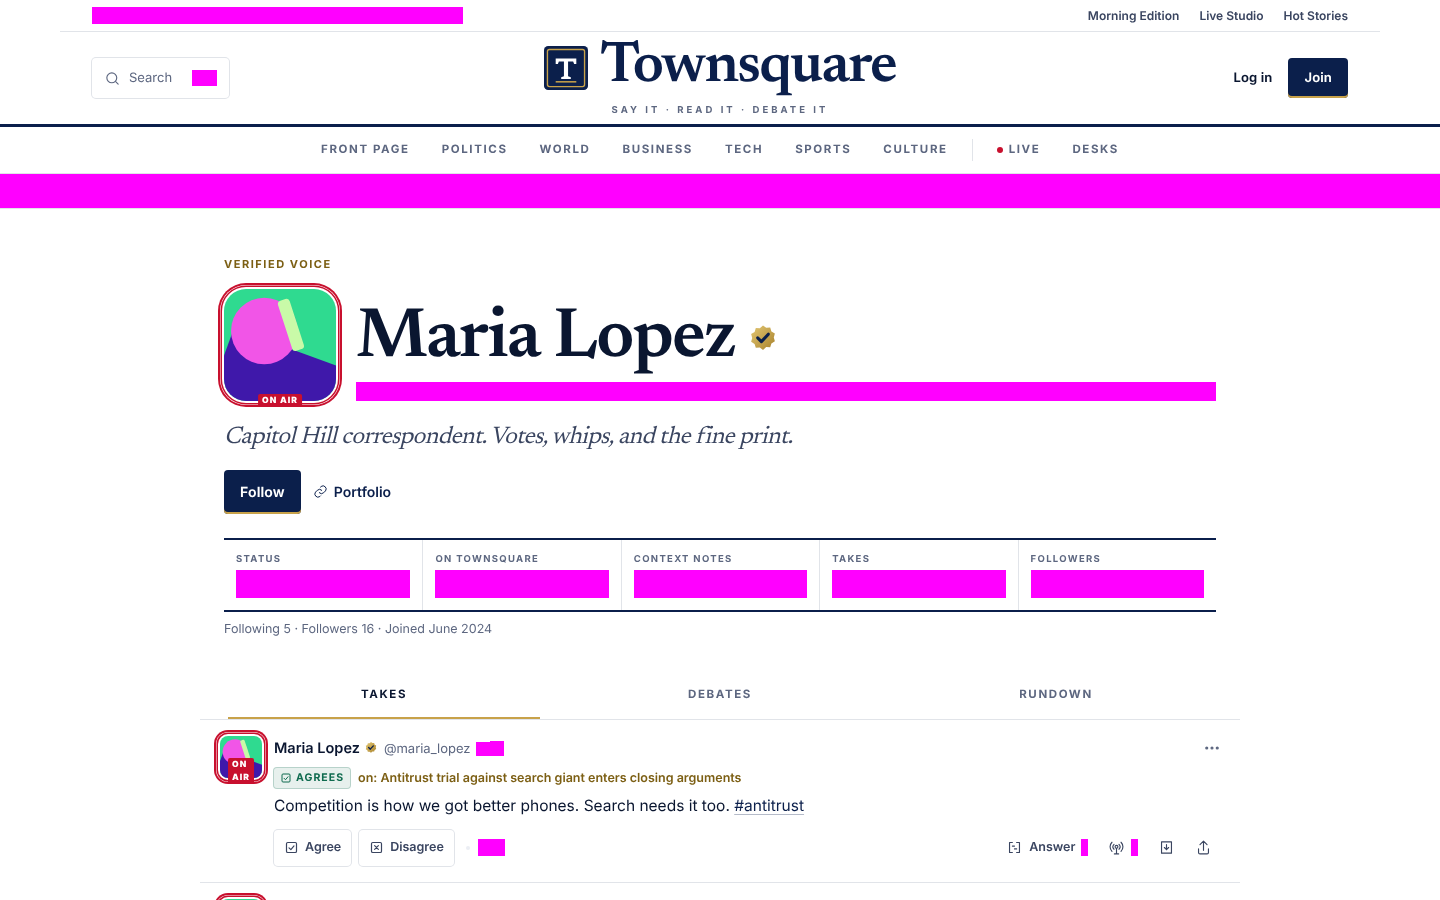 Morning Edition Live Studio Hot Stories
Search
T Townsquare
Log in Join
SAY IT · READ IT · DEBATE IT
FRONT PAGE POLITICS WORLD BUSINESS TECH SPORTS CULTURE LIVE DESKS
VERIFIED VOICE
Maria Lopez
ON AIR
Capitol Hill correspondent. Votes, whips, and the fine print.
Follow Portfolio
STATUS ON TOWNSQUARE CONTEXT NOTES TAKES FOLLOWERS
Following 5 · Followers 16 · Joined June 2024
TAKES DEBATES RUNDOWN
Maria Lopez @maria_lopez
ON
AIR
AGREES on: Antitrust trial against search giant enters closing arguments
Competition is how we got better phones. Search needs it too. #antitrust
Agree Disagree Answer